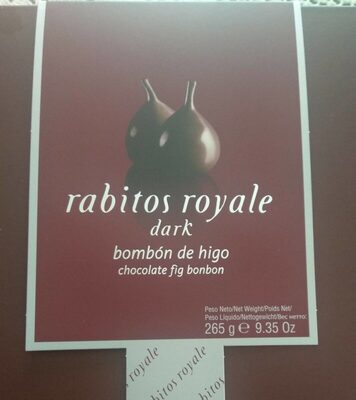 rabitos royale
dark
bombón de higo
chocolate fig bonbon
Peso Neto/Net Weight/Poids Net/
Peso Líquido/Nettogewicht/Вес нетто:
265 g ℮ 9.35 Oz
rabitos royale
rabitos